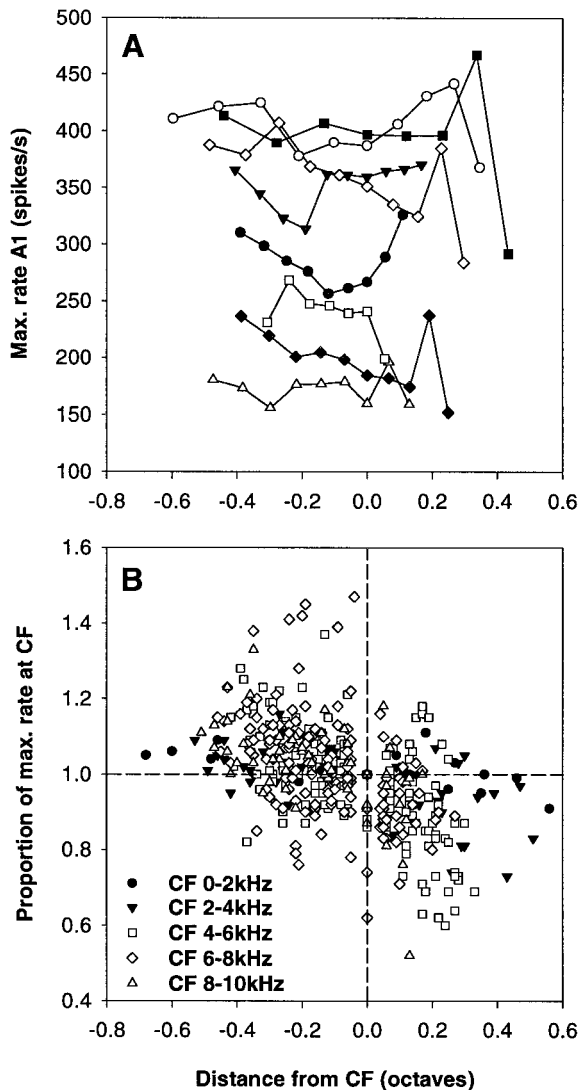 A
500
450
400
350
300
250
200
150
100
Max. rate A1 (spikes/s)
-0.8 -0.6 -0.4 -0.2 0.0 0.2 0.4 0.6
B
1.6
1.4
1.2
1.0
0.8
0.6
0.4
Proportion of max. rate at CF
CF 0-2kHz
CF 2-4kHz
CF 4-6kHz
CF 6-8kHz
CF 8-10kHz
-0.8 -0.6 -0.4 -0.2 0.0 0.2 0.4 0.6
Distance from CF (octaves)